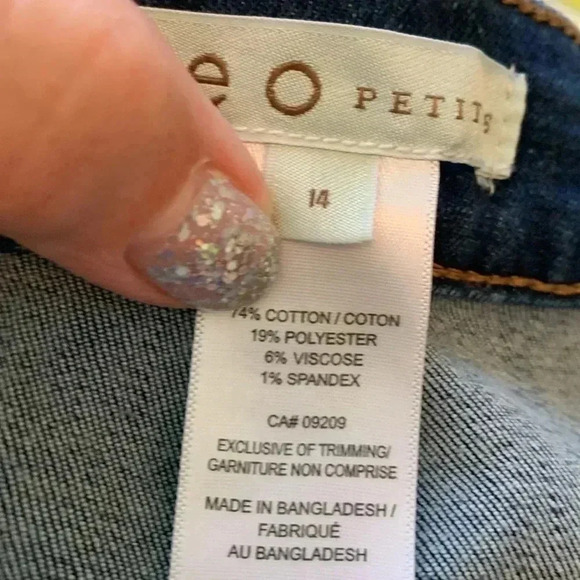 e O PETITE
14
74% COTTON / COTON
19% POLYESTER
6% VISCOSE
1% SPANDEX
CA# 09209
EXCLUSIVE OF TRIMMING/
GARNITURE NON COMPRISE
MADE IN BANGLADESH /
FABRIQUÉ
AU BANGLADESH